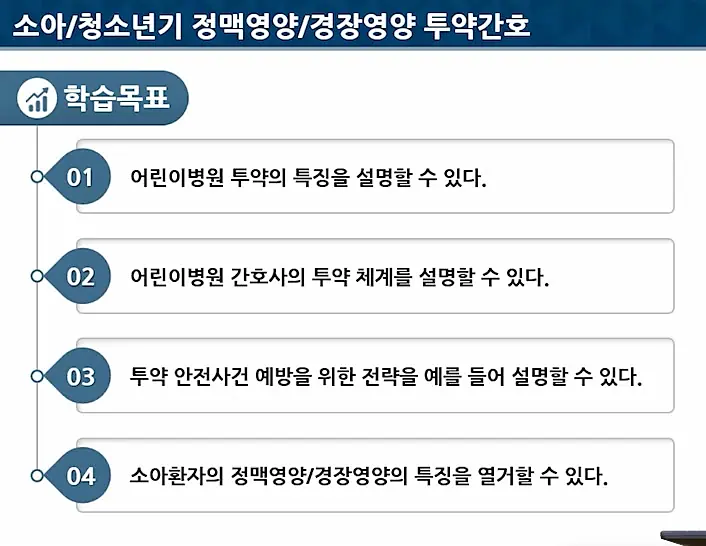 소아/청소년기 정맥영양/경장영양 투약간호
학습목표
01 어린이병원 투약의 특징을 설명할 수 있다.
02 어린이병원 간호사의 투약 체계를 설명할 수 있다.
03 투약 안전사건 예방을 위한 전략을 예를 들어 설명할 수 있다.
04 소아환자의 정맥영양/경장영양의 특징을 열거할 수 있다.